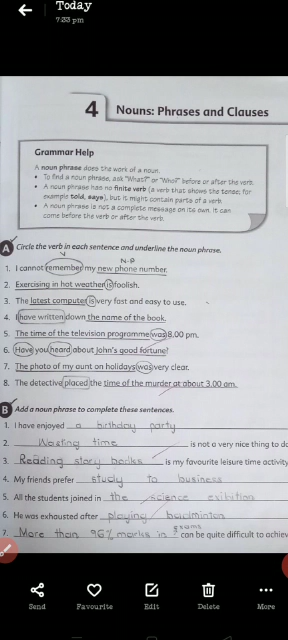 Today
7:33 pm
4 Nouns: Phrases and Clauses
Grammar Help
A noun phrase does the work of a noun.
• To find a noun phrase, ask "What?" or "Who?" before or after the verb.
• A noun phrase has no finite verb (a verb that shows the tense; for
example told, says), but it might contain parts of a verb.
• A noun phrase is not a complete message on its own. It can
come before the verb or after the verb.
A Circle the verb in each sentence and underline the noun phrase.
V N-P
1. I cannot remember my new phone number.
2. Exercising in hot weather is foolish.
3. The latest computer is very fast and easy to use.
4. I have written down the name of the book.
5. The time of the television programme was 8.00 pm.
6. Have you heard about John's good fortune?
7. The photo of my aunt on holidays was very clear.
8. The detective placed the time of the murder at about 3.00 am.
B Add a noun phrase to complete these sentences.
1. I have enjoyed a birthday party
2. Wasting time is not a very nice thing to do
3. Reading story books is my favourite leisure time activity
4. My friends prefer study to business
5. All the students joined in the science exibition
6. He was exhausted after playing badminton
exams
7. More than 96% marks in can be quite difficult to achiev
Send
Favourite
Edit
Delete
More